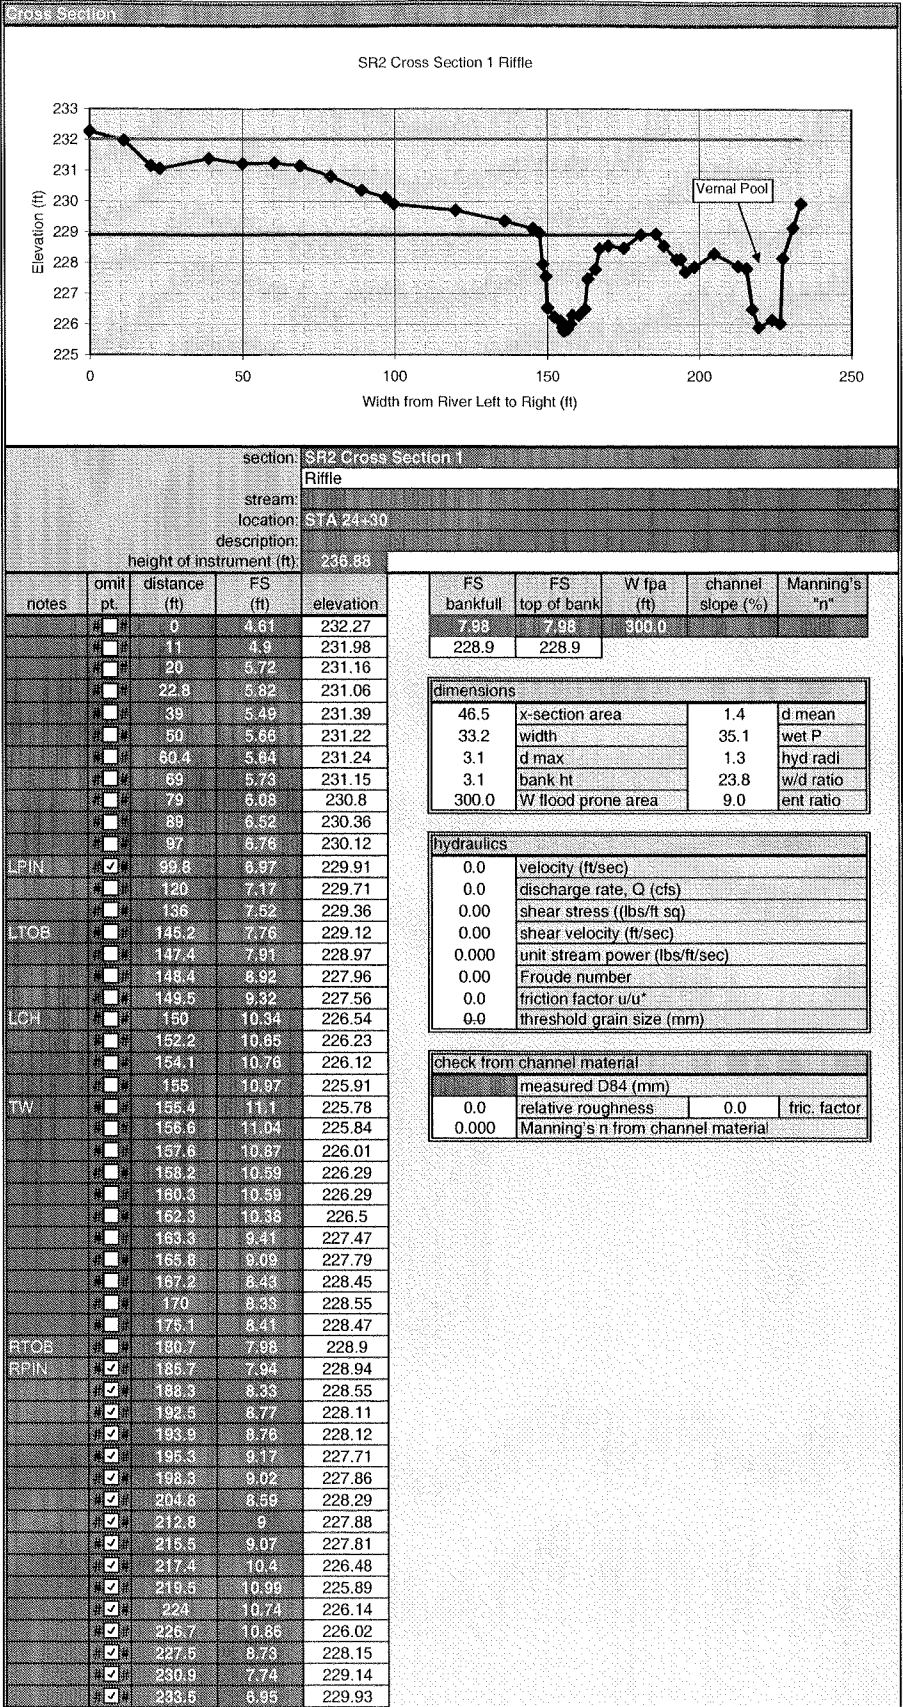 Cross Section
SR2 Cross Section 1 Riffle
233
232
231
230
229
228
227
226
225
Elevation (ft)
Vernal Pool
0 50 100 150 200 250
Width from River Left to Right (ft)
section: SR2 Cross Section 1
Riffle
stream:
location: STA 24+30
description:
height of instrument (ft): 236.88
omit distance FS FS FS W fpa channel Manning's
notes pt. (ft) (ft) elevation bankfull top of bank (ft) slope (%) "n"
# # 0 4.61 232.27 7.98 7.98 300.0
# # 11 4.9 231.98 228.9 228.9
# # 20 5.72 231.16
# # 22.8 5.82 231.06 dimensions
# # 39 5.49 231.39 46.5 x-section area 1.4 d mean
# # 50 5.66 231.22 33.2 width 35.1 wet P
# # 60.4 5.64 231.24 3.1 d max 1.3 hyd radi
# # 69 5.73 231.15 3.1 bank ht 23.8 w/d ratio
# # 79 6.08 230.8 300.0 W flood prone area 9.0 ent ratio
# # 89 6.52 230.36
# # 97 6.76 230.12 hydraulics
LPIN # # 99.8 6.97 229.91 0.0 velocity (ft/sec)
# # 120 7.17 229.71 0.0 discharge rate, Q (cfs)
# # 136 7.52 229.36 0.00 shear stress ((lbs/ft sq)
LTOB # # 145.2 7.76 229.12 0.00 shear velocity (ft/sec)
# # 147.4 7.91 228.97 0.000 unit stream power (lbs/ft/sec)
# # 148.4 8.92 227.96 0.00 Froude number
# # 149.5 9.32 227.56 0.0 friction factor u/u*
LCH # # 150 10.34 226.54 0.0 threshold grain size (mm)
# # 152.2 10.65 226.23
# # 154.1 10.76 226.12 check from channel material
# # 155 10.97 225.91 measured D84 (mm)
TW # # 155.4 11.1 225.78 0.0 relative roughness 0.0 fric. factor
# # 156.6 11.04 225.84 0.000 Manning's n from channel material
# # 157.6 10.87 226.01
# # 158.2 10.59 226.29
# # 160.3 10.59 226.29
# # 162.3 10.38 226.5
# # 163.3 9.41 227.47
# # 165.8 9.09 227.79
# # 167.2 8.43 228.45
# # 170 8.33 228.55
# # 175.1 8.41 228.47
RTOB # # 180.7 7.98 228.9
RPIN # # 185.7 7.94 228.94
# # 188.3 8.33 228.55
# # 192.5 8.77 228.11
# # 193.9 8.76 228.12
# # 195.3 9.17 227.71
# # 198.3 9.02 227.86
# # 204.8 8.59 228.29
# # 212.8 9 227.88
# # 215.5 9.07 227.81
# # 217.4 10.4 226.48
# # 219.5 10.99 225.89
# # 224 10.74 226.14
# # 226.7 10.86 226.02
# # 227.5 8.73 228.15
# # 230.9 7.74 229.14
# # 233.5 6.95 229.93